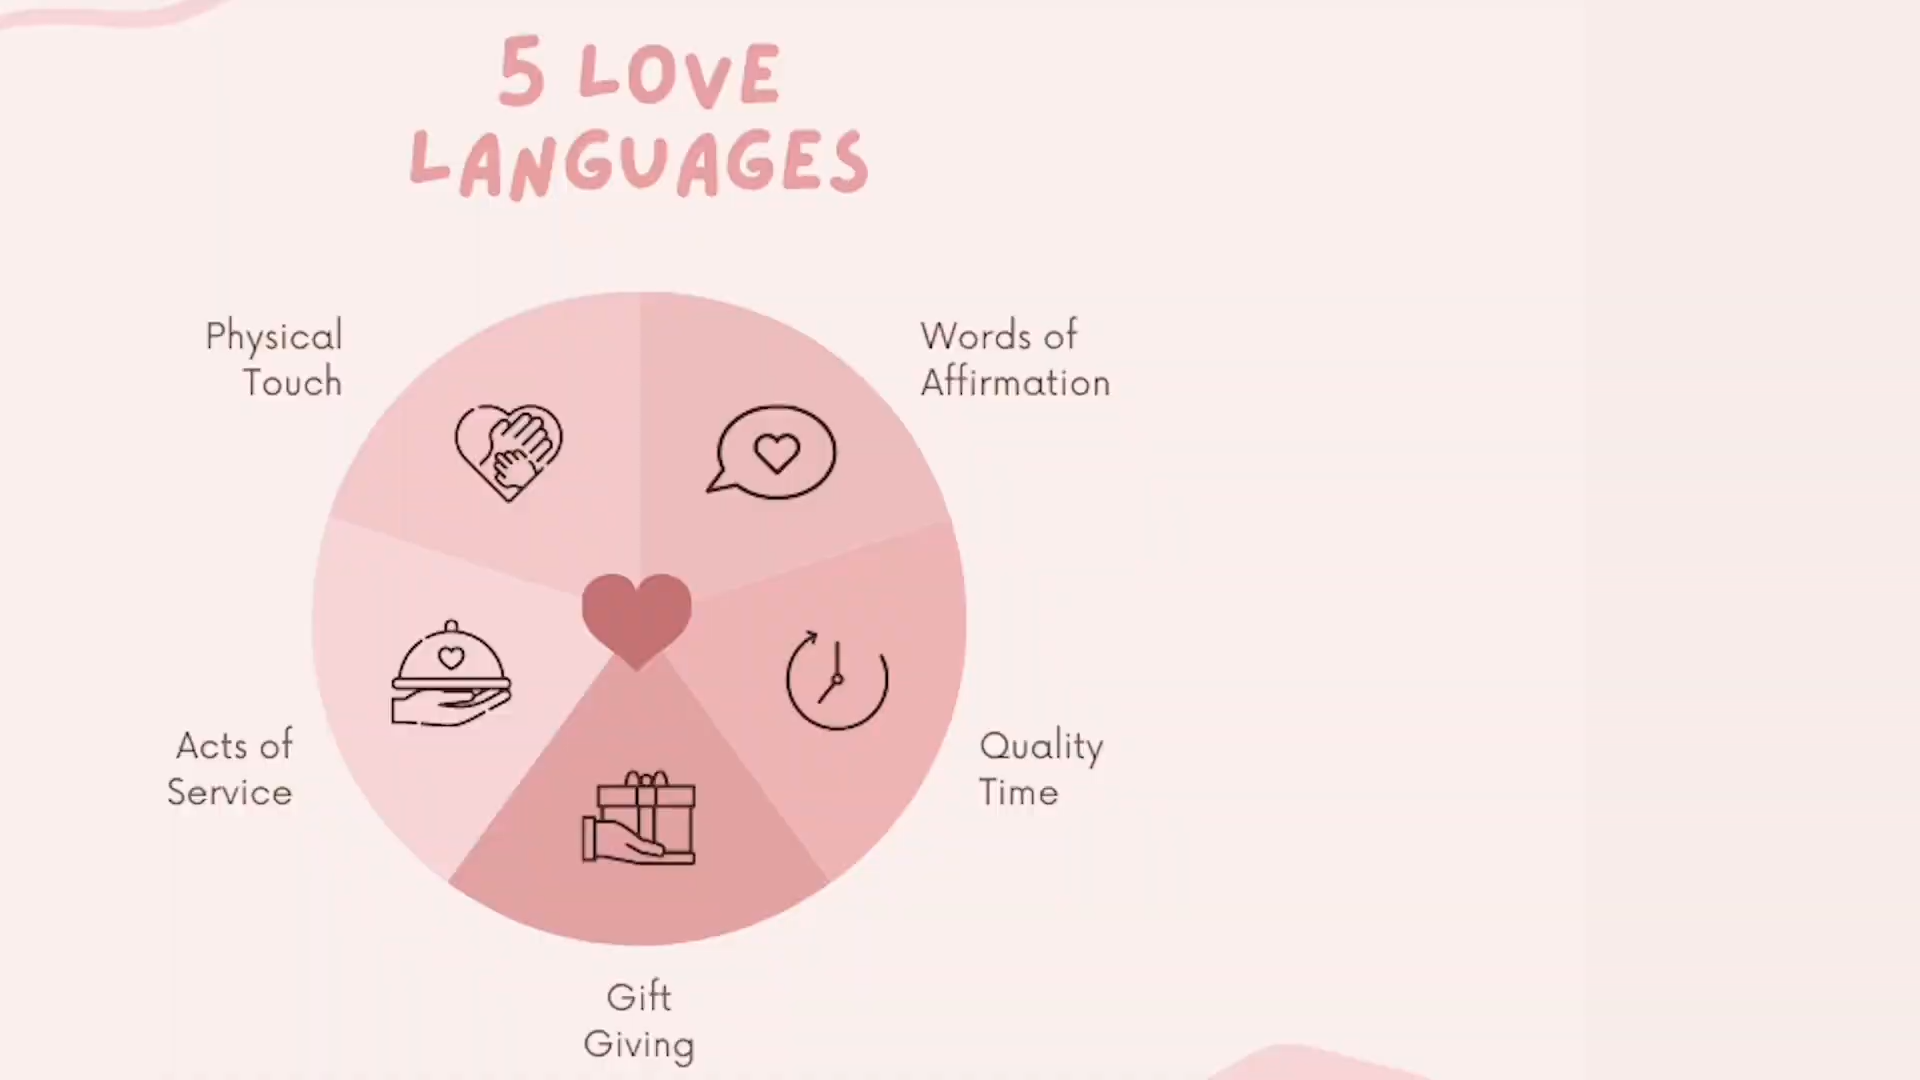 5 LOVE
LANGUAGES
Physical
Touch
Words of
Affirmation
Acts of
Service
Quality
Time
Gift
Giving